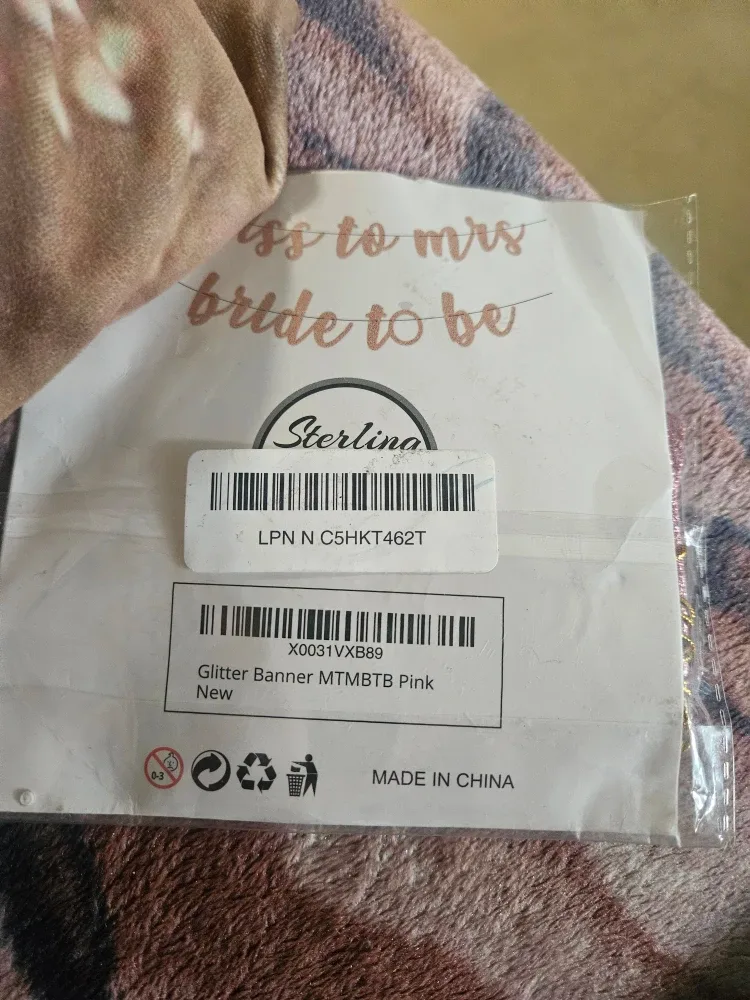 to mrs
bride to be
Sterling
LPN N C5HKT462T
X0031VXB89
Glitter Banner MTMBTB Pink
New
0-3
MADE IN CHINA